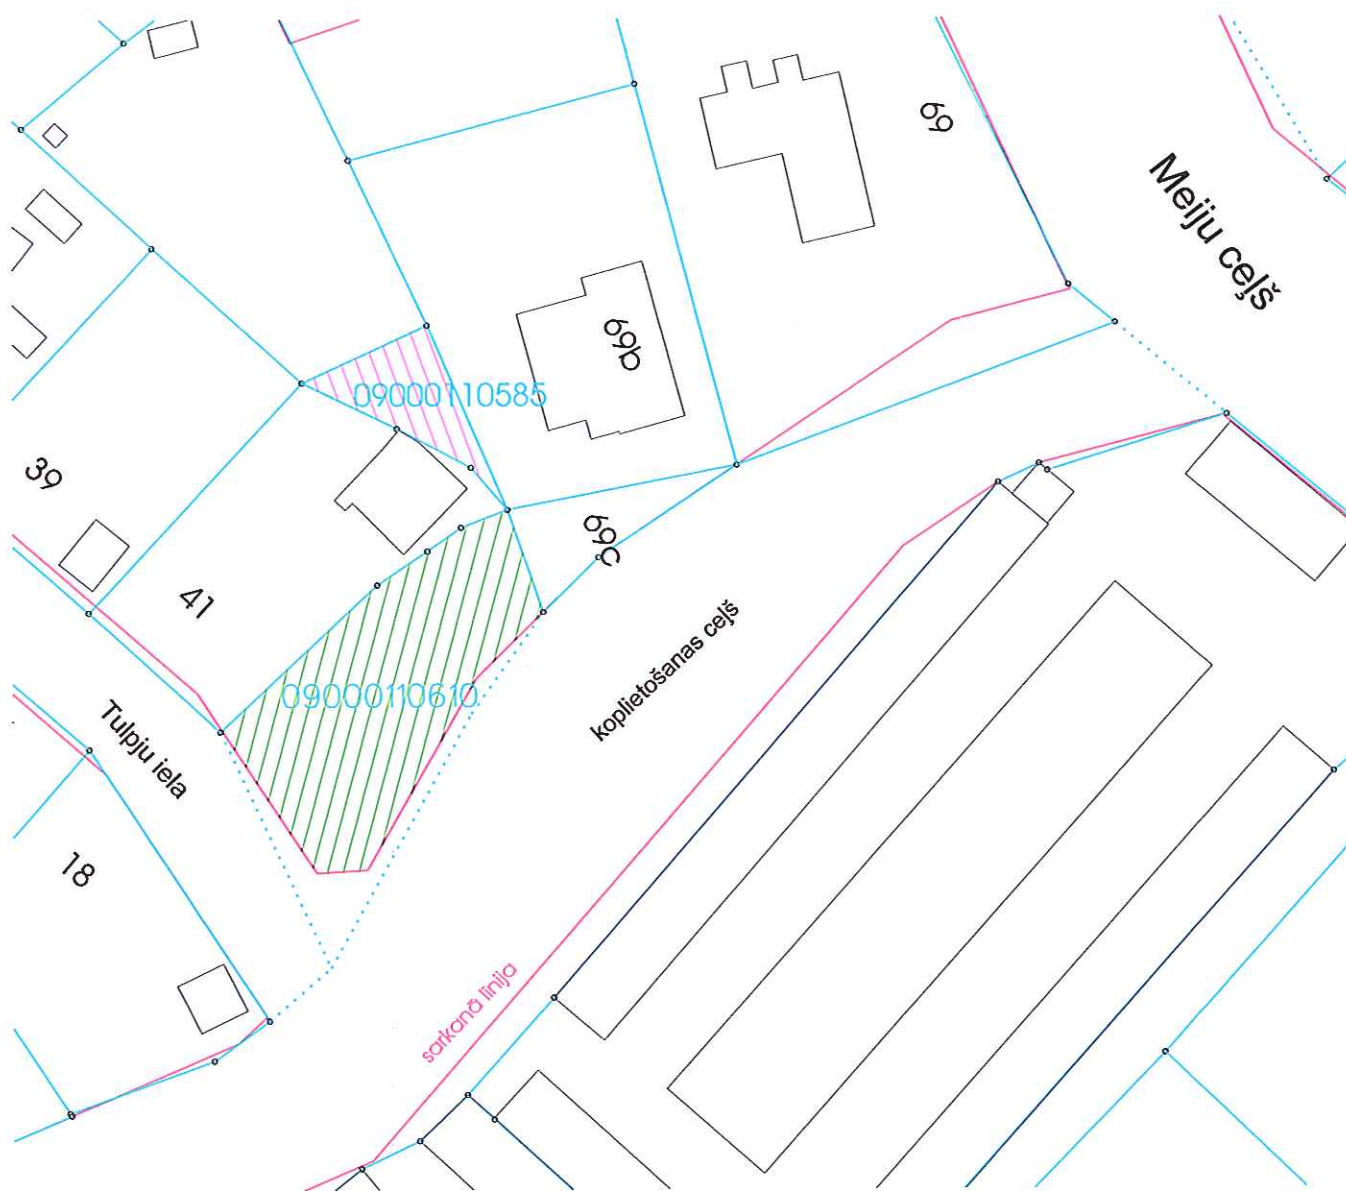 69
Meiju ceļš
69b
09000110585
39
69c
41
koplietošanas ceļš
09000110610
Tulpju iela
18
sarkanā līnija